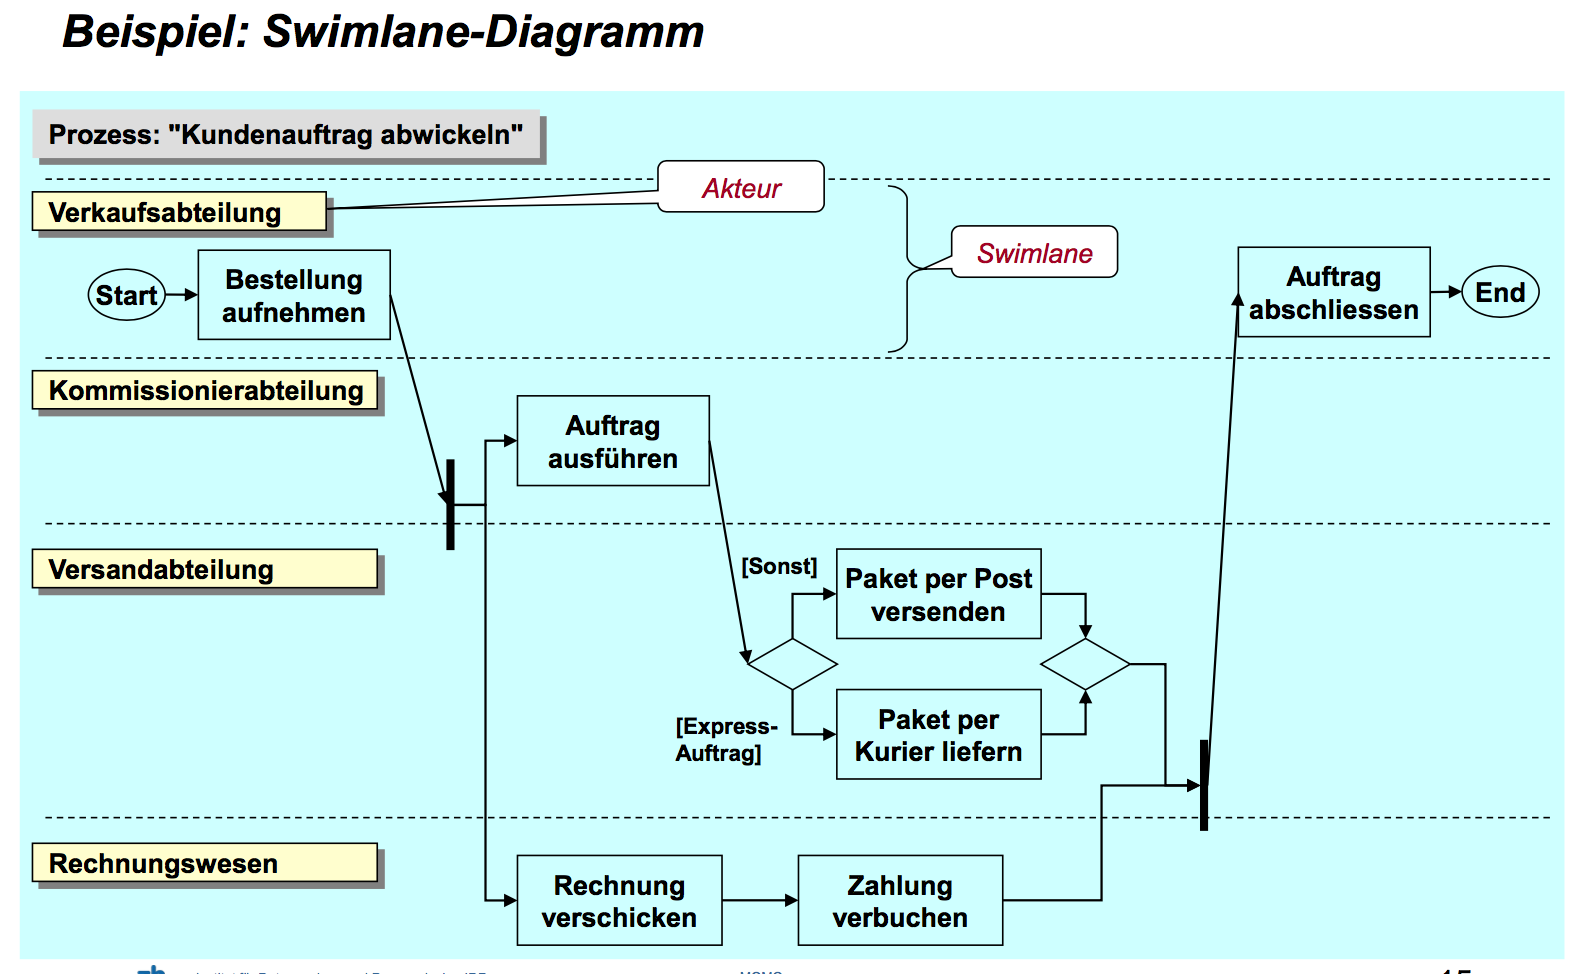 Beispiel: Swimlane-Diagramm
Prozess: "Kundenauftrag abwickeln"
Akteur
Verkaufsabteilung
Swimlane
Start
Bestellung
aufnehmen
Auftrag
abschliessen
End
Kommissionierabteilung
Auftrag
ausführen
Versandabteilung
[Sonst]
Paket per Post
versenden
[Express-
Auftrag]
Paket per
Kurier liefern
Rechnungswesen
Rechnung
verschicken
Zahlung
verbuchen